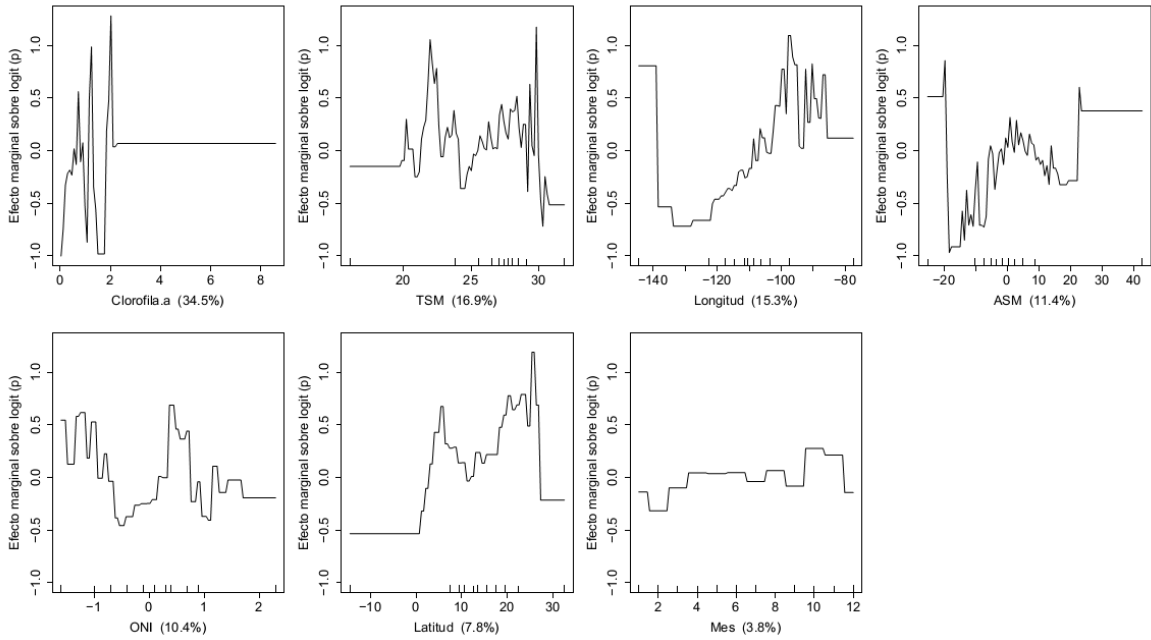 Efecto marginal sobre logit (p)
1.0
0.5
0.0
−0.5
−1.0
0 2 4 6 8
Clorofila.a (34.5%)
Efecto marginal sobre logit (p)
1.0
0.5
0.0
−0.5
−1.0
20 25 30
TSM (16.9%)
Efecto marginal sobre logit (p)
1.0
0.5
0.0
−0.5
−1.0
−140 −120 −100 −80
Longitud (15.3%)
Efecto marginal sobre logit (p)
1.0
0.5
0.0
−0.5
−1.0
−20 0 10 20 30 40
ASM (11.4%)
Efecto marginal sobre logit (p)
1.0
0.5
0.0
−0.5
−1.0
−1 0 1 2
ONI (10.4%)
Efecto marginal sobre logit (p)
1.0
0.5
0.0
−0.5
−1.0
−10 0 10 20 30
Latitud (7.8%)
Efecto marginal sobre logit (p)
1.0
0.5
0.0
−0.5
−1.0
2 4 6 8 10 12
Mes (3.8%)